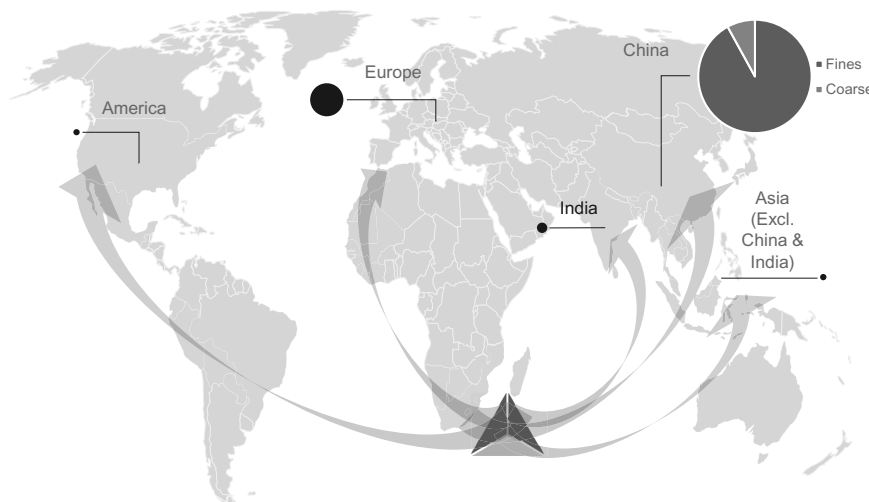 China
Fines
Coarse
Europe
America
India
Asia
(Excl.
China &
India)